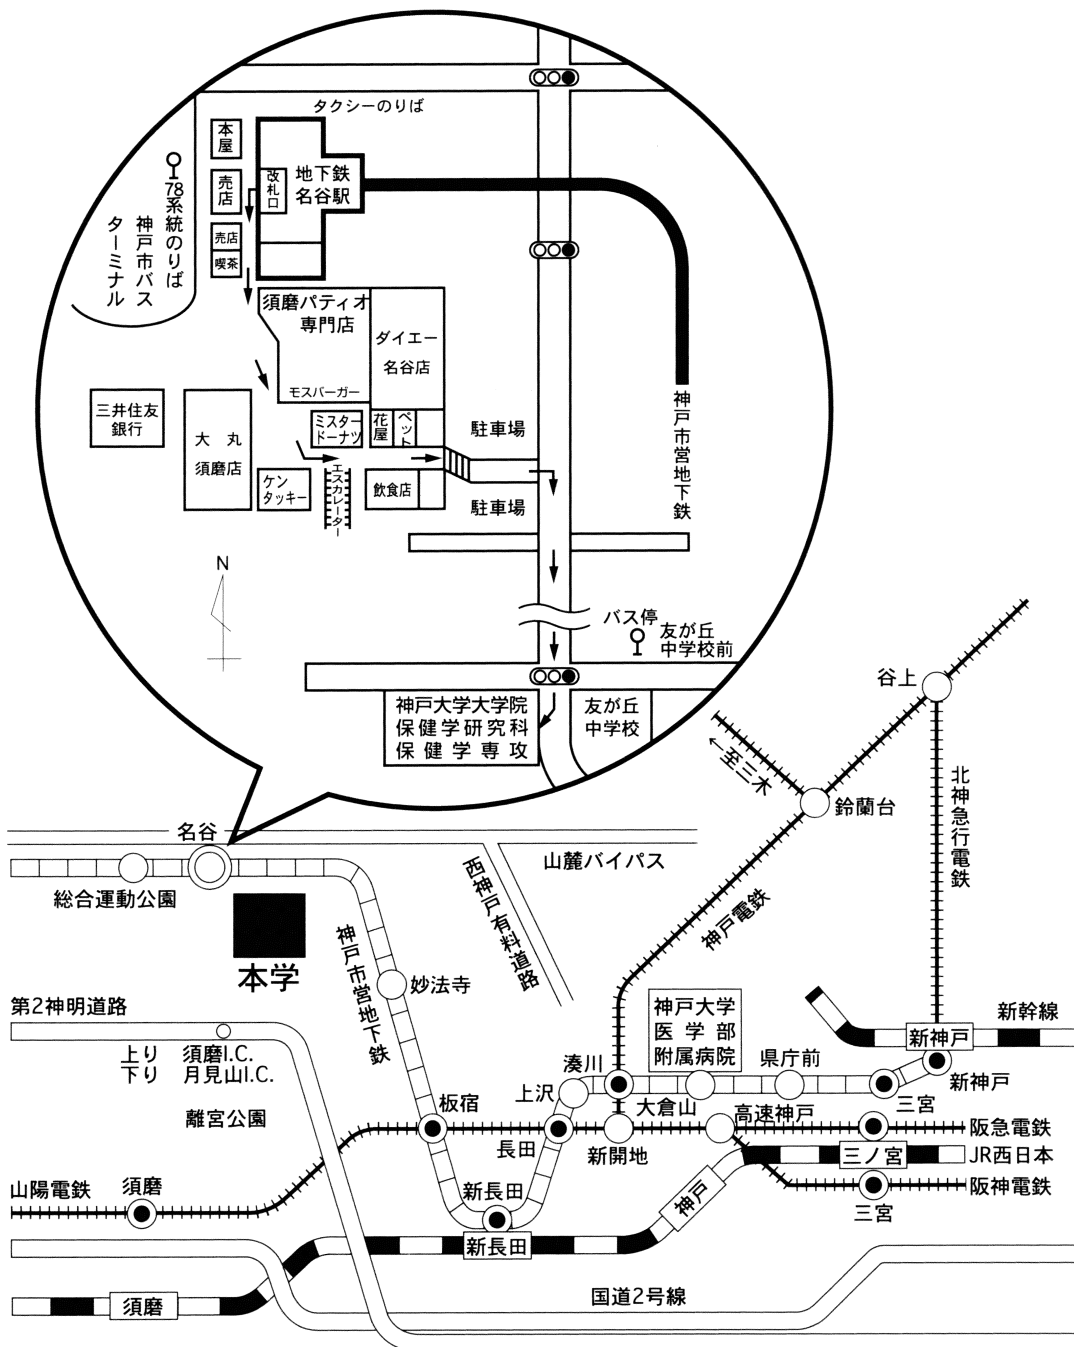 タクシーのりば
本屋
売店
改札口
地下鉄
名谷駅
78系統のりば
神戸市バス
ターミナル
売店
喫茶
須磨パティオ
専門店
ダイエー
名谷店
モスバーガー
三井住友
銀行
大丸
須磨店
ミスター
ドーナツ
花屋
ペット
駐車場
神戸市営地下鉄
ケン
タッキー
エスカレーター
飲食店
駐車場
N
バス停
友が丘
中学校前
神戸大学大学院
保健学研究科
保健学専攻
友が丘
中学校
谷上
←至三木
鈴蘭台
北神急行電鉄
名谷
山麓バイパス
総合運動公園
西神戸有料道路
神戸電鉄
本学
神戸市営地下鉄
妙法寺
第2神明道路
上り 須磨I.C.
下り 月見山I.C.
離宮公園
神戸大学
医学部
附属病院
新幹線
新神戸
湊川
県庁前
新神戸
上沢
大倉山
三宮
板宿
高速神戸
長田
新開地
阪急電鉄
三ノ宮
JR西日本
山陽電鉄
須磨
新長田
神戸
阪神電鉄
三宮
新長田
国道2号線
須磨